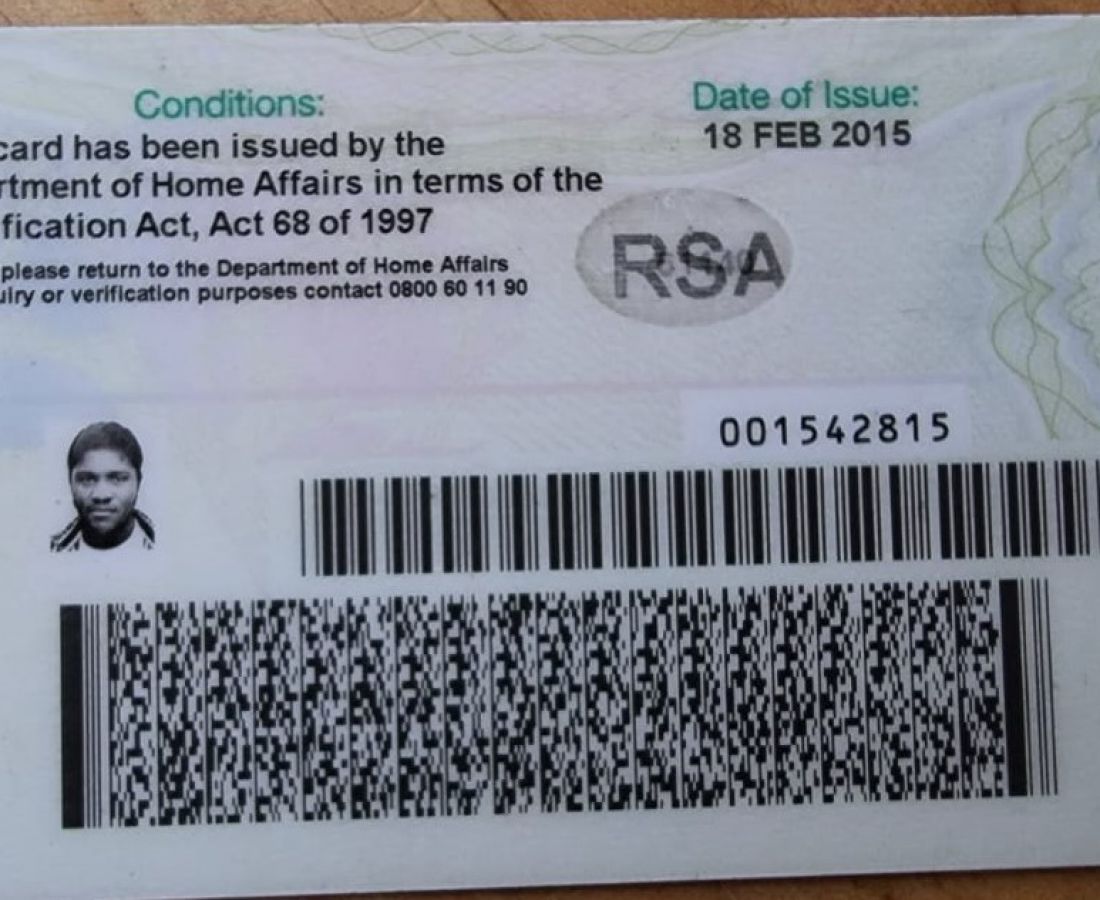 Conditions:
card has been issued by the
rtment of Home Affairs in terms of the
ification Act, Act 68 of 1997
please return to the Department of Home Affairs
uiry or verification purposes contact 0800 60 11 90
Date of Issue:
18 FEB 2015
RSA
001542815